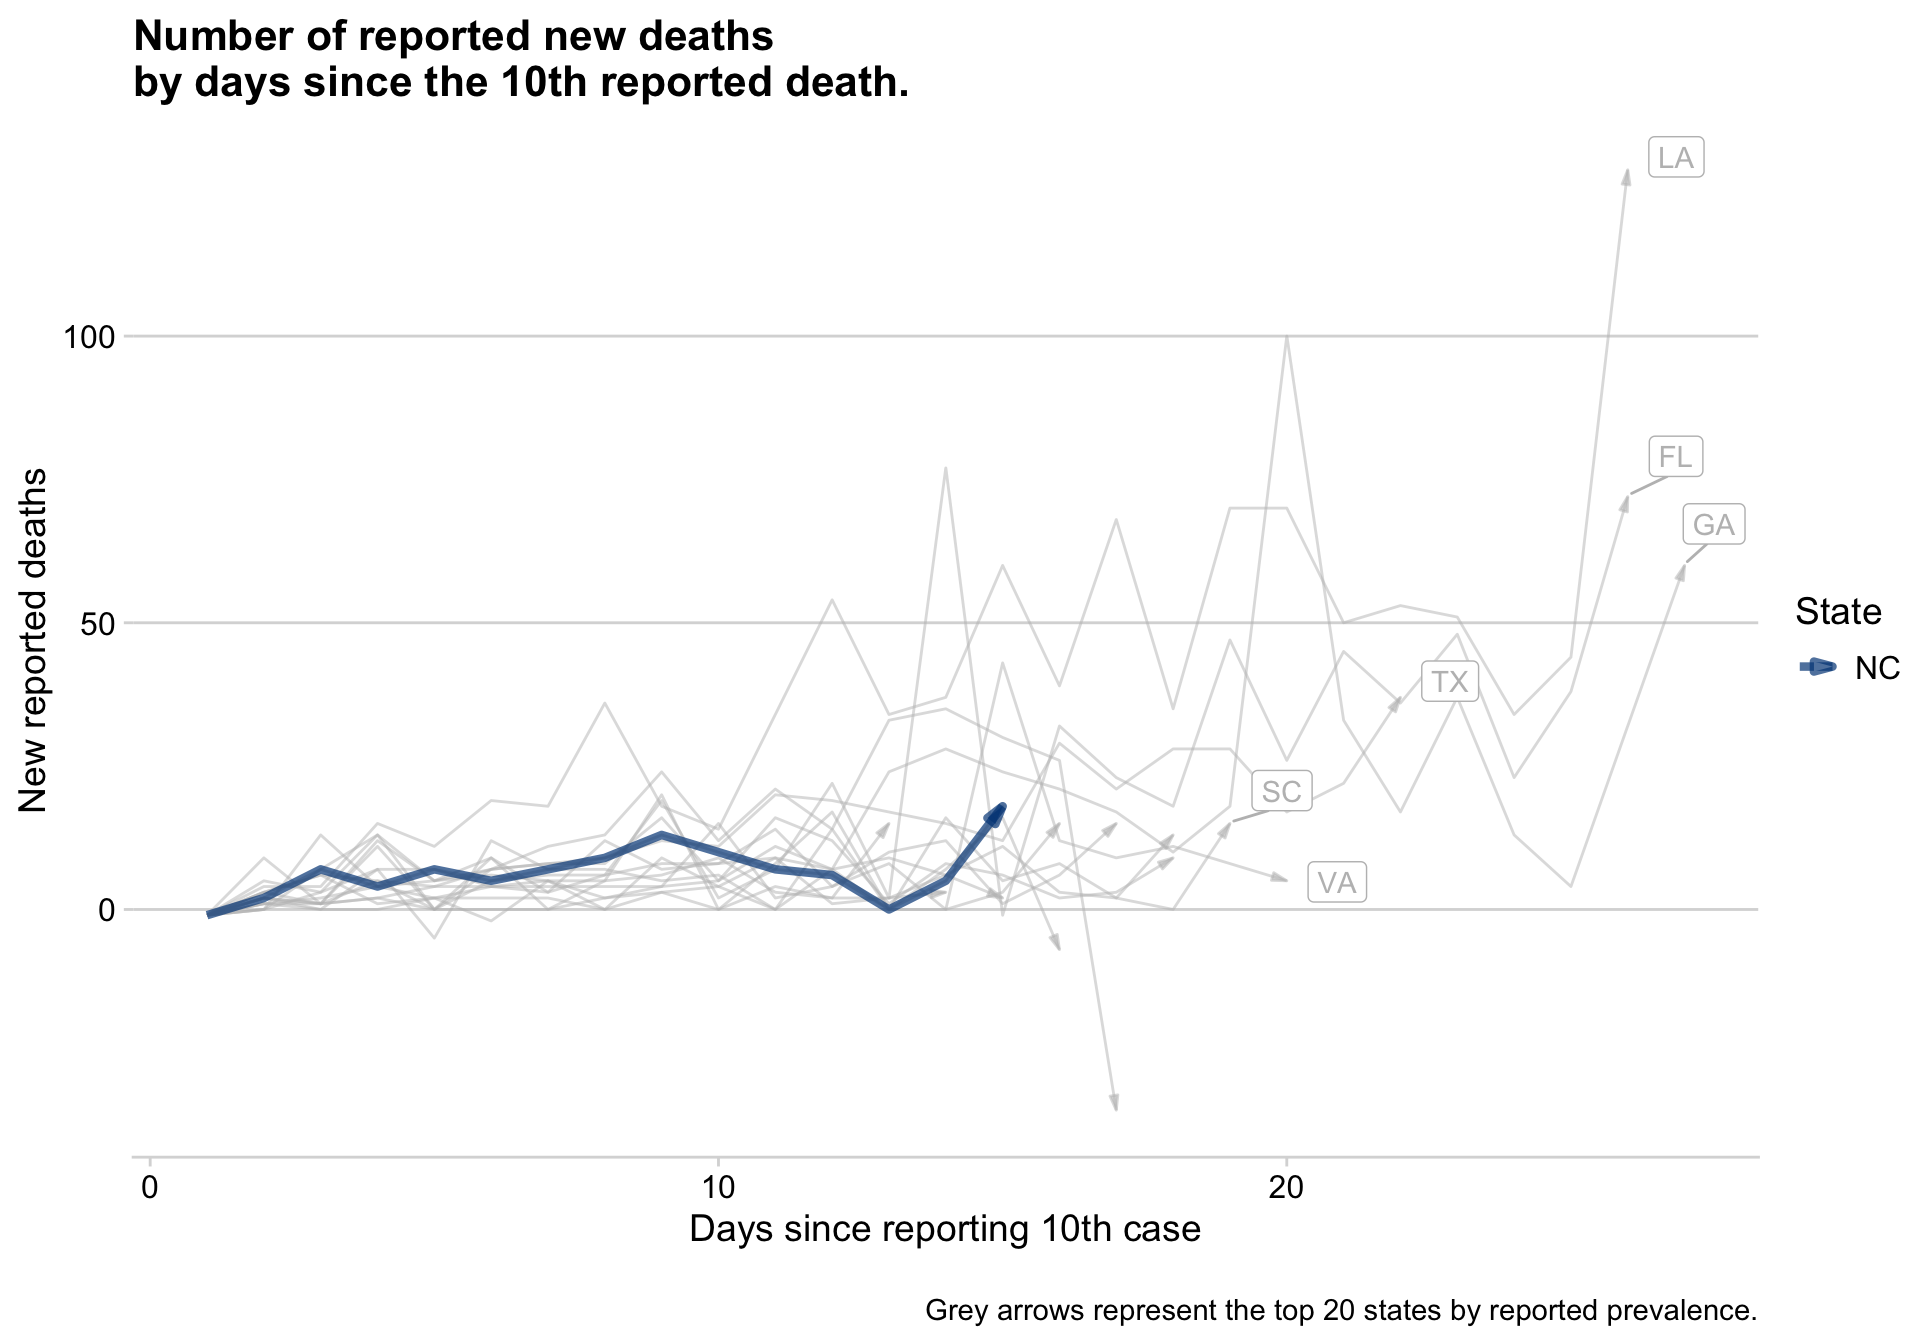 Number of reported new deaths
by days since the 10th reported death.
LA
100
FL
GA
New reported deaths
50
State
NC
TX
SC
VA
0
0 10 20
Days since reporting 10th case
Grey arrows represent the top 20 states by reported prevalence.